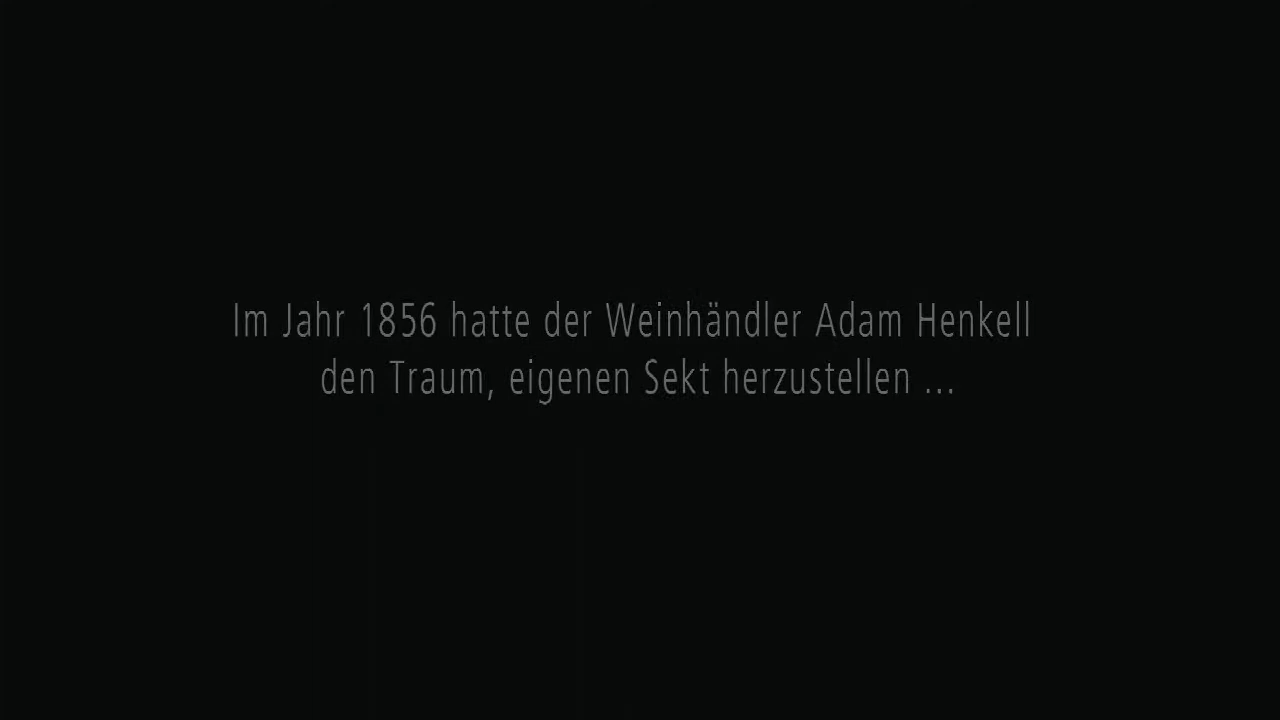 Im Jahr 1856 hatte der Weinhändler Adam Henkell
den Traum, eigenen Sekt herzustellen ...